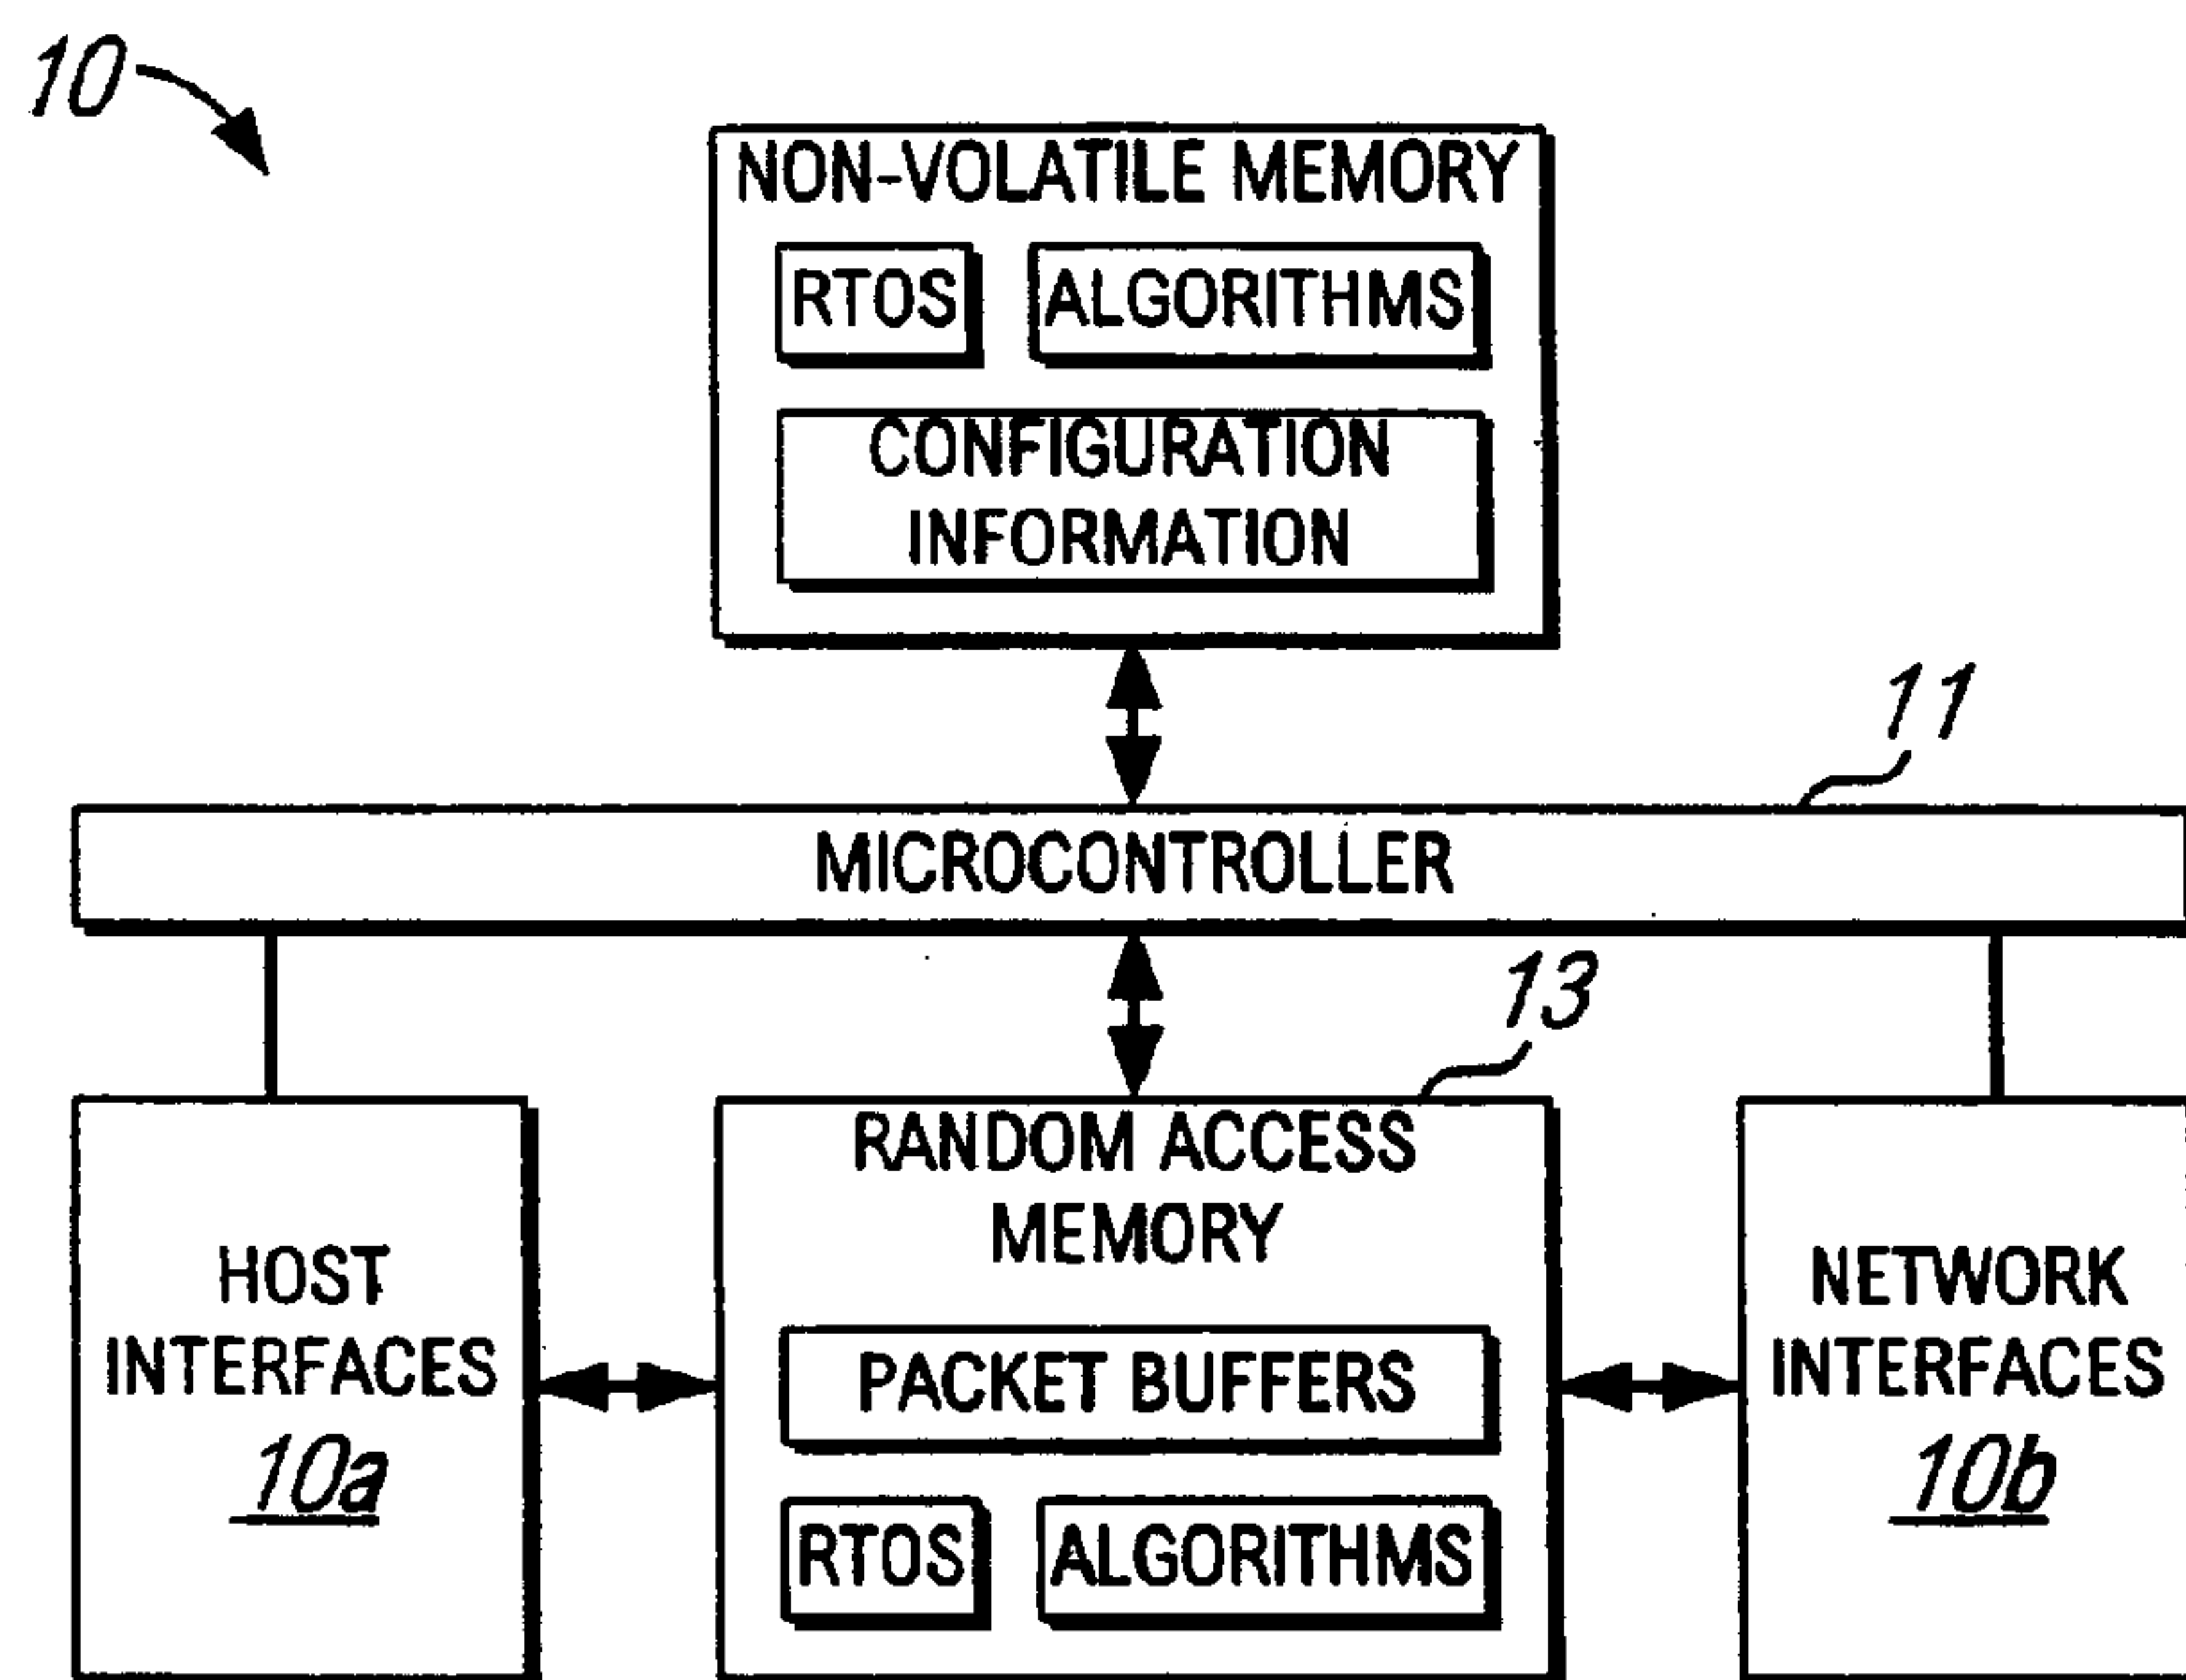 10
NON-VOLATILE MEMORY
RTOS
ALGORITHMS
CONFIGURATION
INFORMATION
11
MICROCONTROLLER
13
HOST
INTERFACES
10a
RANDOM ACCESS
MEMORY
PACKET BUFFERS
RTOS
ALGORITHMS
NETWORK
INTERFACES
10b